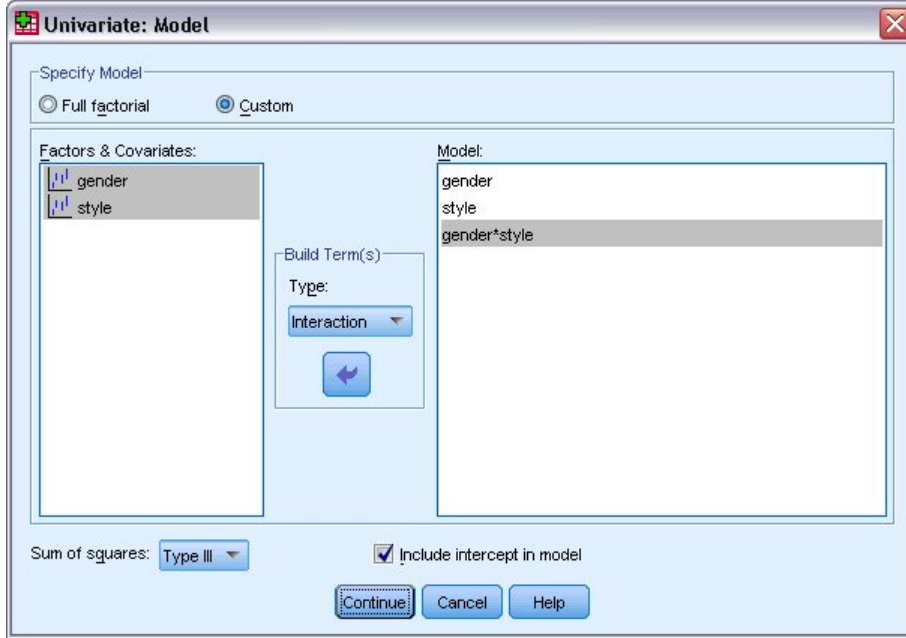 Univariate: Model
Specify Model
Full factorial
Custom
Factors & Covariates:
gender
style
Build Term(s)
Type:
Interaction
Model:
gender
style
gender*style
Sum of squares: Type III
Include intercept in model
Continue
Cancel
Help